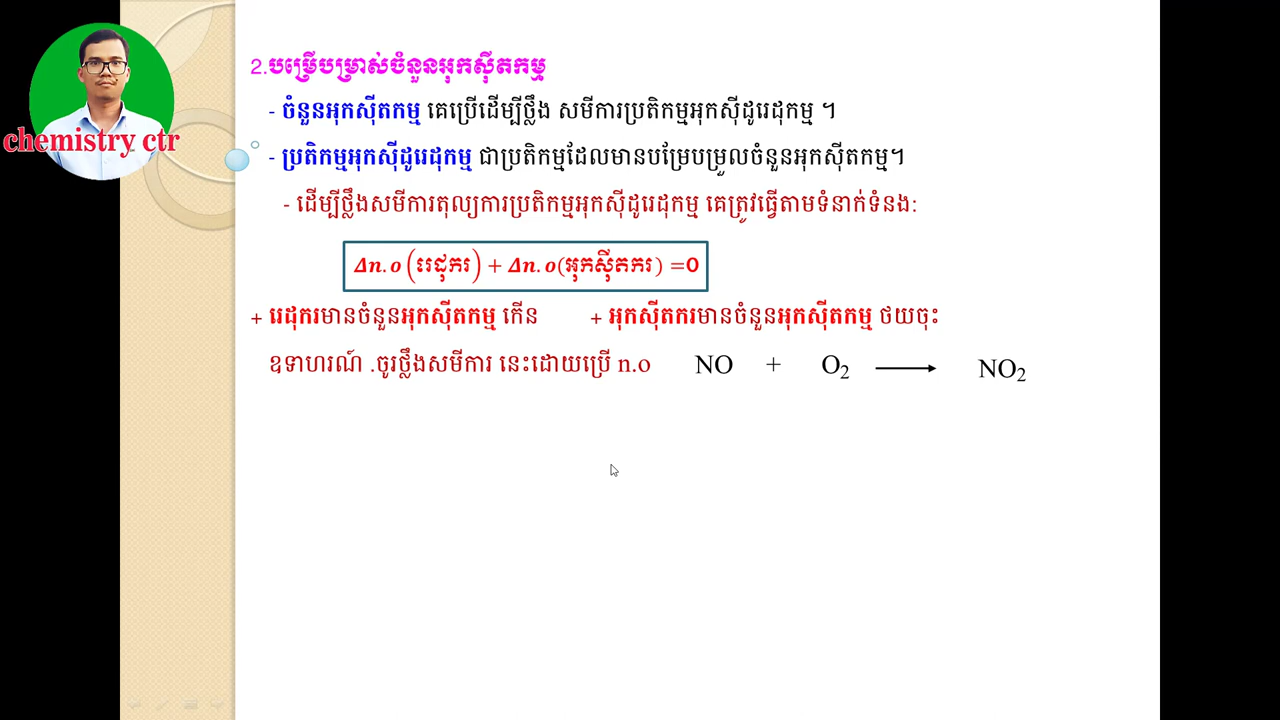 chemistry ctr
2.បម្រើបម្រាស់ចំនួនអុកស៊ីតកម្ម
- ចំនួនអុកស៊ីតកម្ម គេប្រើដើម្បីថ្លឹង សមីការប្រតិកម្មអុកស៊ីដូរេដុកម្ម ។
- ប្រតិកម្មអុកស៊ីដូរេដុកម្ម ជាប្រតិកម្មដែលមានបម្រែបម្រួលចំនួនអុកស៊ីតកម្ម។
- ដើម្បីថ្លឹងសមីការតុល្យការប្រតិកម្មអុកស៊ីដូរេដុកម្ម គេត្រូវធ្វើតាមទំនាក់ទំនង:
Δn.o (រេដុករ) + Δn.o(អុកស៊ីតករ) =0
+ រេដុករមានចំនួនអុកស៊ីតកម្ម កើន + អុកស៊ីតករមានចំនួនអុកស៊ីតកម្ម ថយចុះ
ឧទាហរណ៍ .ចូរថ្លឹងសមីការ នេះដោយប្រើ n.o NO + O₂ ⟶ NO₂